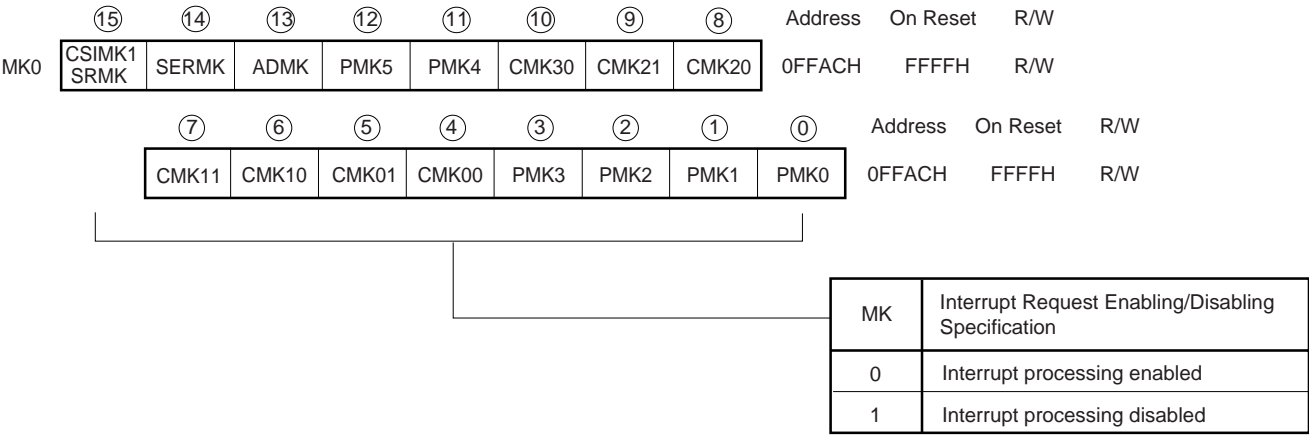 ⑮ ⑭ ⑬ ⑫ ⑪ ⑩ ⑨ ⑧ Address On Reset R/W
MK0 CSIMK1 SRMK SERMK ADMK PMK5 PMK4 CMK30 CMK21 CMK20 0FFACH FFFFH R/W
⑦ ⑥ ⑤ ④ ③ ② ① ⓪ Address On Reset R/W
CMK11 CMK10 CMK01 CMK00 PMK3 PMK2 PMK1 PMK0 0FFACH FFFFH R/W
MK Interrupt Request Enabling/Disabling
Specification
0 Interrupt processing enabled
1 Interrupt processing disabled